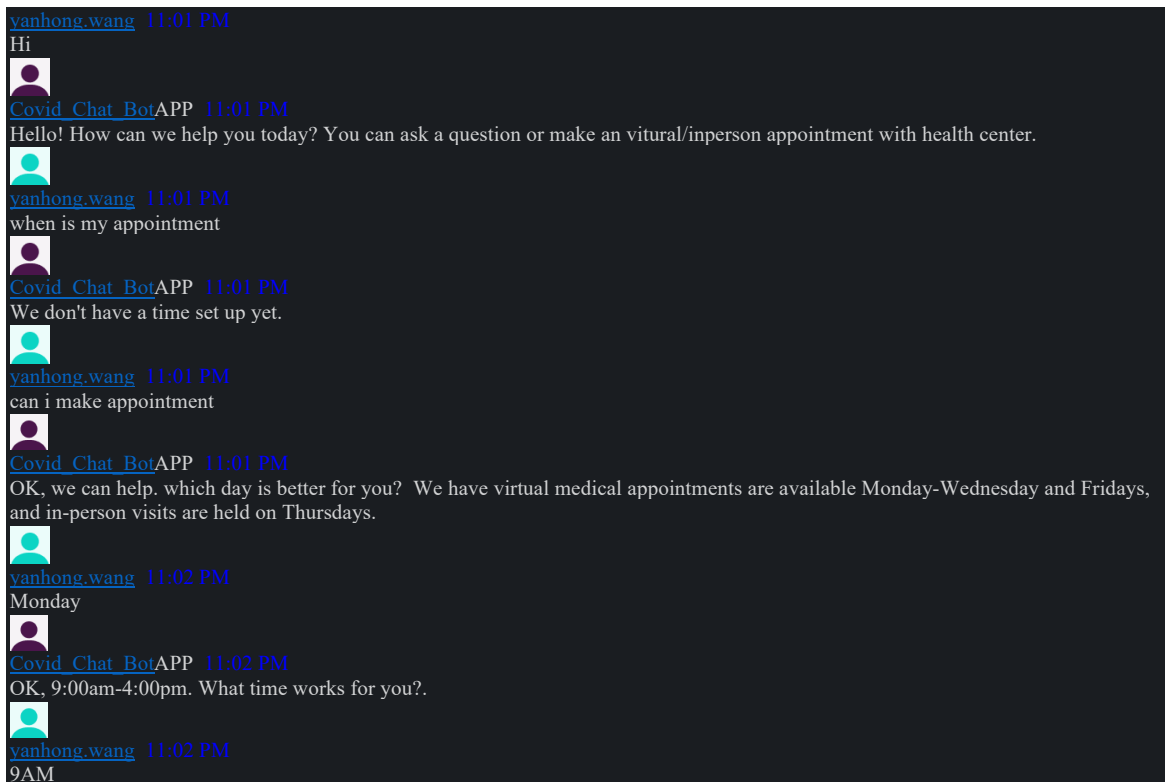 yanhong.wang 11:01 PM
Hi
Covid_Chat_BotAPP 11:01 PM
Hello! How can we help you today? You can ask a question or make an vitural/inperson appointment with health center.
yanhong.wang 11:01 PM
when is my appointment
Covid_Chat_BotAPP 11:01 PM
We don't have a time set up yet.
yanhong.wang 11:01 PM
can i make appointment
Covid_Chat_BotAPP 11:01 PM
OK, we can help. which day is better for you?  We have virtual medical appointments are available Monday-Wednesday and Fridays,
and in-person visits are held on Thursdays.
yanhong.wang 11:02 PM
Monday
Covid_Chat_BotAPP 11:02 PM
OK, 9:00am-4:00pm. What time works for you?.
yanhong.wang 11:02 PM
9AM